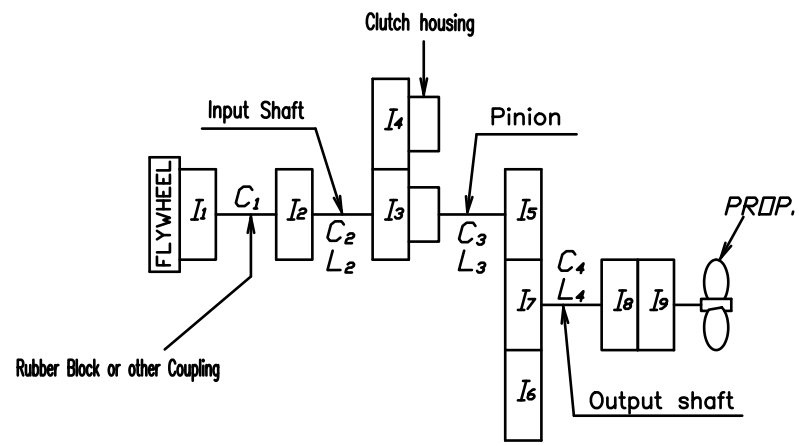 Clutch housing
Input Shaft
I4
Pinion
FLYWHEEL
I1
C1
I2
C2
L2
I3
C3
L3
I5
PROP.
C4
L4
I7
I8
I9
Rubber Block or other Coupling
I6
Output shaft